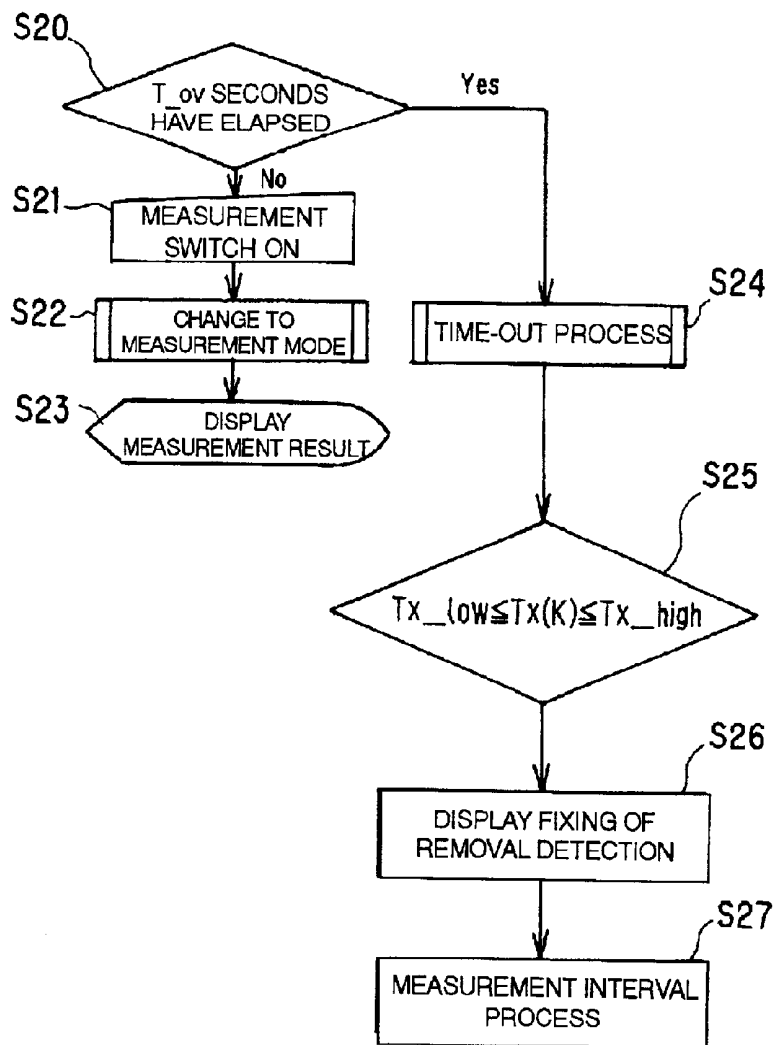 S20
T_ov SECONDS
HAVE ELAPSED
Yes
No
S21
MEASUREMENT
SWITCH ON
S22
CHANGE TO
MEASUREMENT MODE
S23
DISPLAY
MEASUREMENT RESULT
S24
TIME-OUT PROCESS
S25
Tx_low≦Tx(K)≦Tx_high
S26
DISPLAY FIXING OF
REMOVAL DETECTION
S27
MEASUREMENT INTERVAL
PROCESS